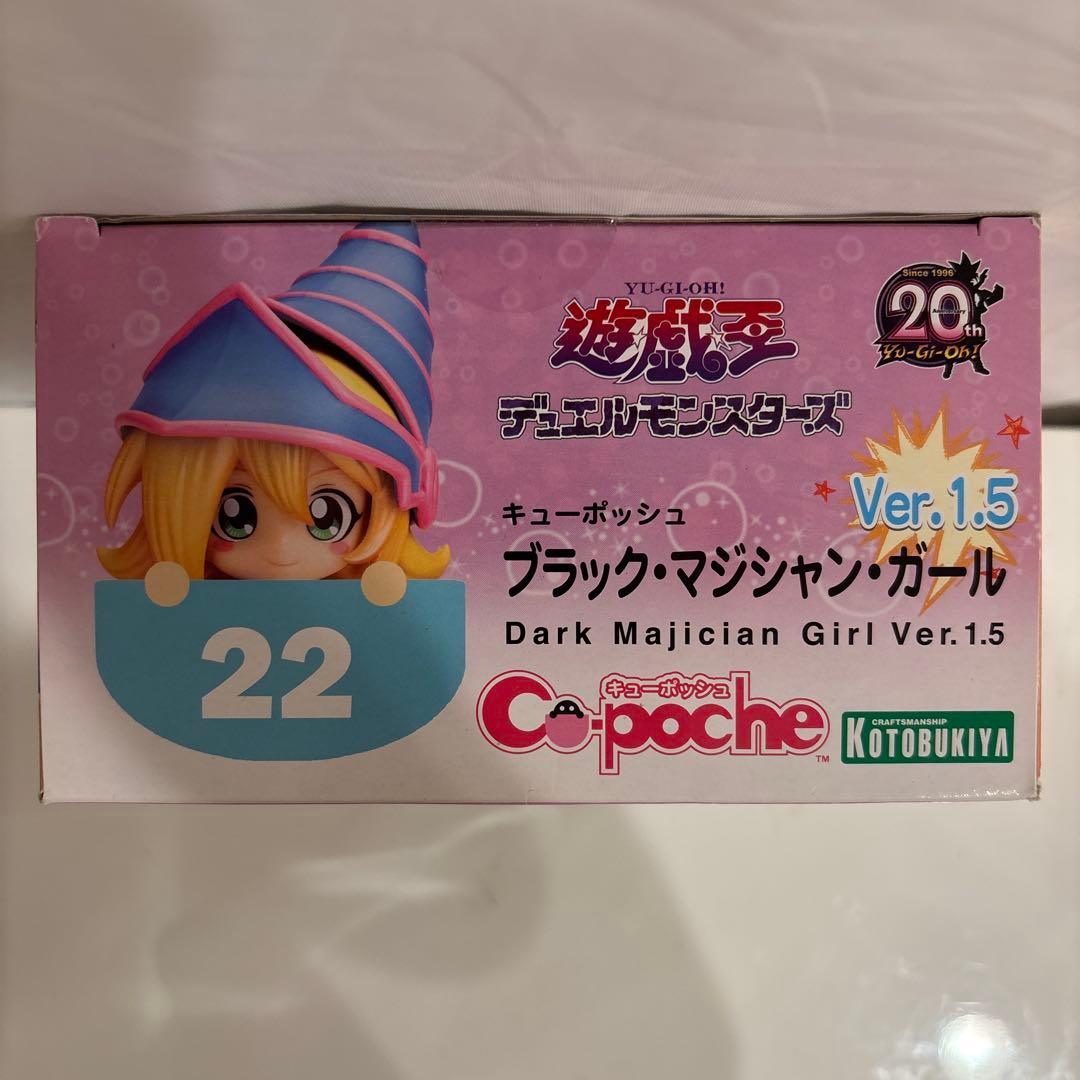 YU-GI-OH!
遊☆戯☆王
デュエルモンスターズ
Since 1996
20th
Anniversary
Yu-Gi-Oh!
Ver.1.5
キューポッシュ
ブラック・マジシャン・ガール
Dark Majician Girl Ver.1.5
22
キューポッシュ
Cu-poche
TM
CRAFTSMANSHIP
KOTOBUKIYA